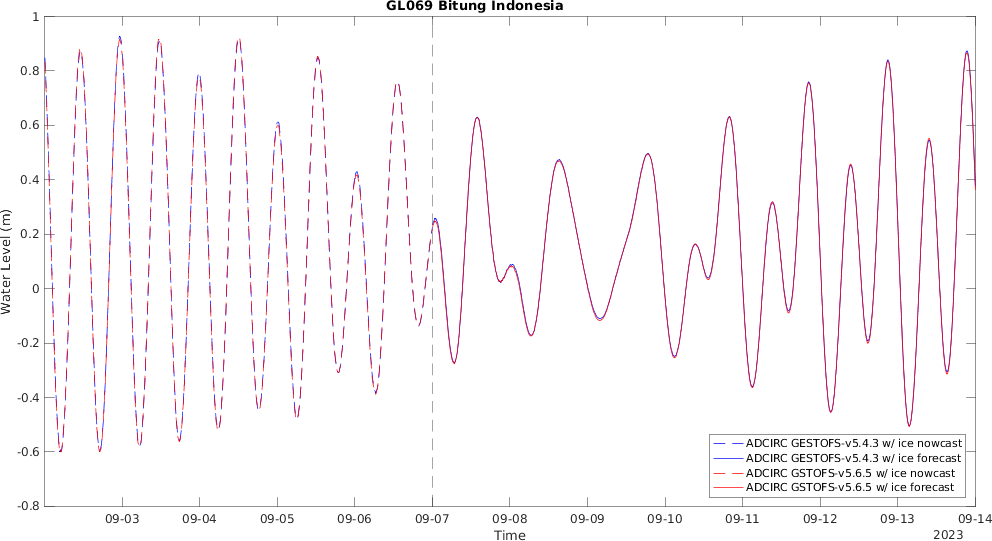 GL069 Bitung Indonesia
Water Level (m)
1
0.8
0.6
0.4
0.2
0
-0.2
-0.4
-0.6
-0.8
ADCIRC GESTOFS-v5.4.3 w/ ice nowcast
ADCIRC GESTOFS-v5.4.3 w/ ice forecast
ADCIRC GSTOFS-v5.6.5 w/ ice nowcast
ADCIRC GSTOFS-v5.6.5 w/ ice forecast
09-03 09-04 09-05 09-06 09-07 09-08 09-09 09-10 09-11 09-12 09-13 09-14
Time
2023